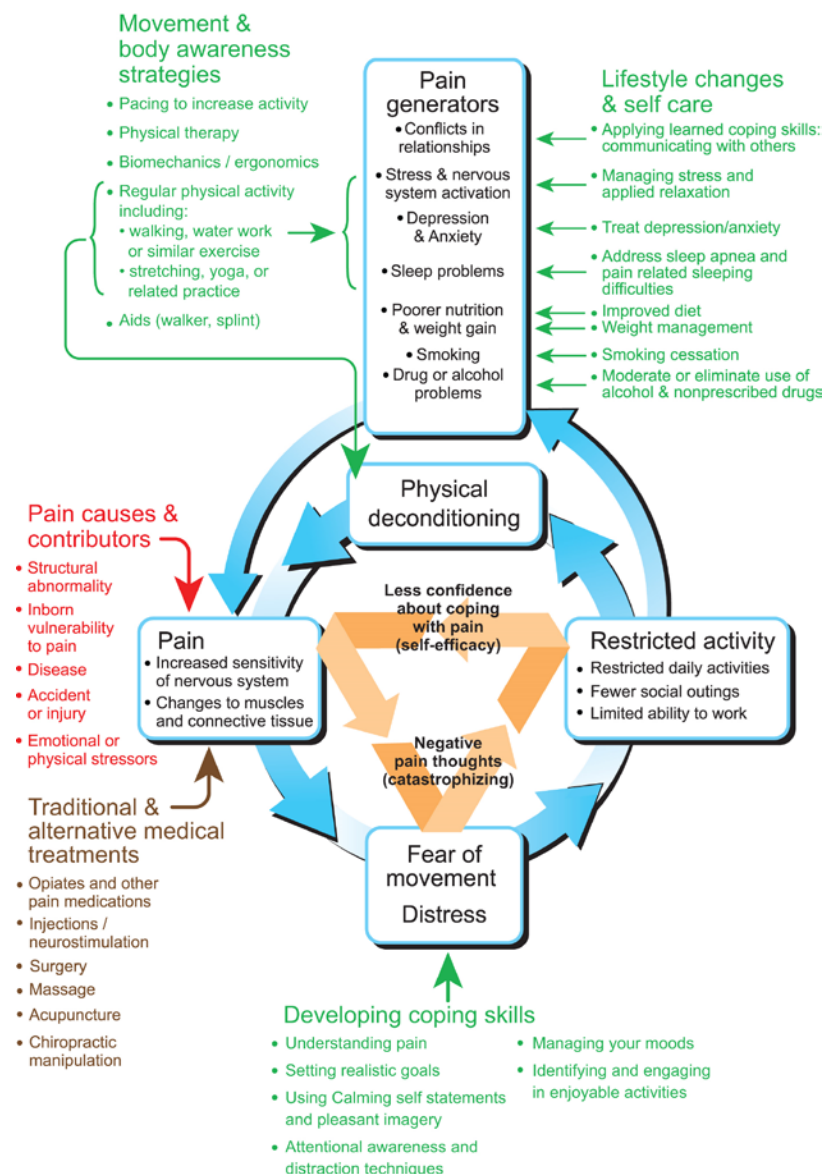 Movement &
body awareness
strategies
• Pacing to increase activity
• Physical therapy
• Biomechanics / ergonomics
• Regular physical activity
including:
• walking, water work
or similar exercise
• stretching, yoga, or
related practice
• Aids (walker, splint)
Pain
generators
• Conflicts in
relationships
• Stress & nervous
system activation
• Depression
& Anxiety
• Sleep problems
• Poorer nutrition
& weight gain
• Smoking
• Drug or alcohol
problems
Lifestyle changes
& self care
• Applying learned coping skills:
communicating with others
• Managing stress and
applied relaxation
• Treat depression/anxiety
• Address sleep apnea and
pain related sleeping
difficulties
• Improved diet
• Weight management
• Smoking cessation
• Moderate or eliminate use of
alcohol & nonprescribed drugs
Physical
deconditioning
Pain causes &
contributors
• Structural
abnormality
• Inborn
vulnerability
to pain
• Disease
• Accident
or injury
• Emotional or
physical stressors
Pain
• Increased sensitivity
of nervous system
• Changes to muscles
and connective tissue
Less confidence
about coping
with pain
(self-efficacy)
Negative
pain thoughts
(catastrophizing)
Restricted activity
• Restricted daily activities
• Fewer social outings
• Limited ability to work
Traditional &
alternative medical
treatments
• Opiates and other
pain medications
• Injections /
neurostimulation
• Surgery
• Massage
• Acupuncture
• Chiropractic
manipulation
Fear of
movement
Distress
Developing coping skills
• Understanding pain
• Setting realistic goals
• Using Calming self statements
and pleasant imagery
• Attentional awareness and
distraction techniques
• Managing your moods
• Identifying and engaging
in enjoyable activities